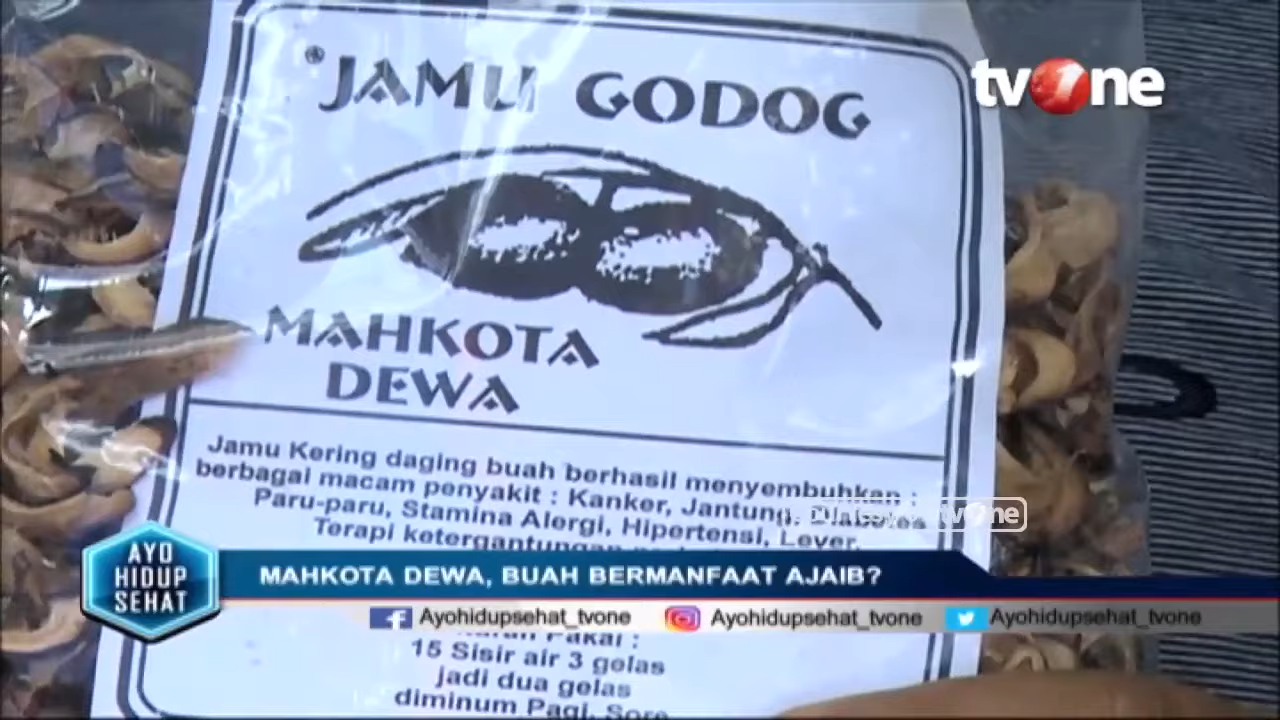 ®JAMU GODOG
tvOne
MAHKOTA
DEWA
Jamu Kering daging buah berhasil menyembuhkan :
berbagai macam penyakit : Kanker, Jantung, Diabetes
Paru-paru, Stamina Alergi, Hipertensi, Lever.
Terapi ketergantungan
tvOne
AYO
HIDUP
SEHAT
MAHKOTA DEWA, BUAH BERMANFAAT AJAIB?
Ayohidupsehat_tvone
Ayohidupsehat_tvone
Ayohidupsehat_tvone
Pakai :
15 Sisir air 3 gelas
jadi dua gelas
diminum Pagi, Sore